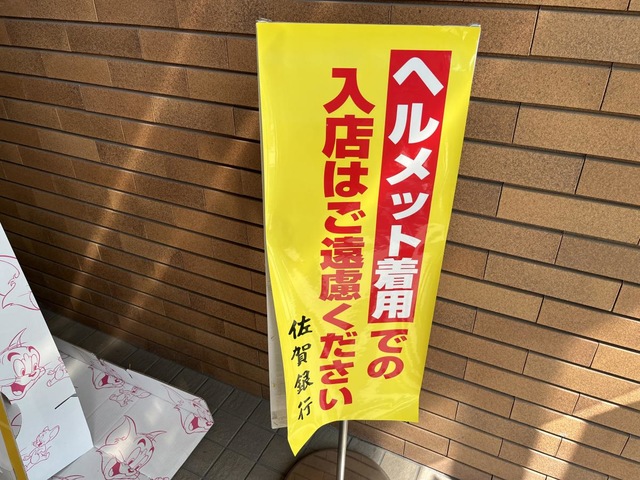 ヘルメット着用での
入店はご遠慮ください
佐賀銀行